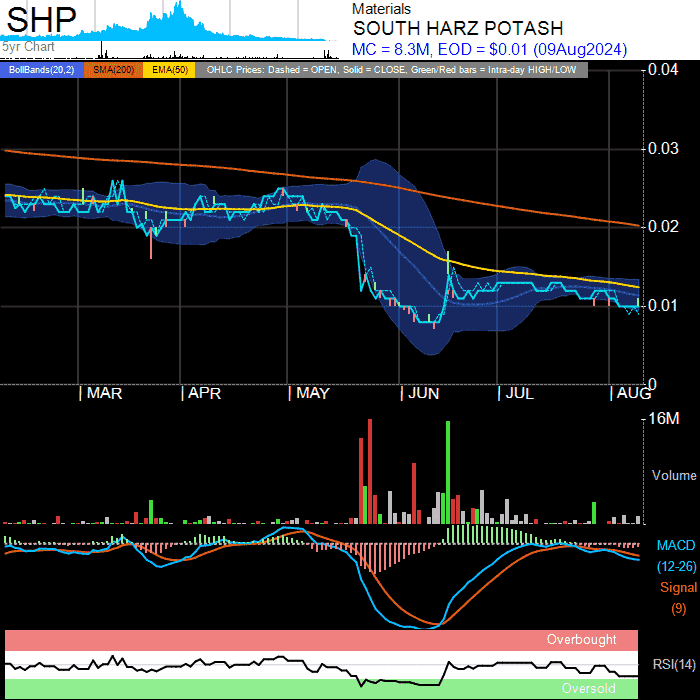 SHP
5yr Chart
Materials
SOUTH HARZ POTASH
MC = 8.3M, EOD = $0.01 (09Aug2024)
BollBands(20,2) SMA(200) EMA(50) OHLC Prices: Dashed = OPEN, Solid = CLOSE, Green/Red bars = Intra-day HIGH/LOW
0.04
0.03
0.02
0.01
0
| MAR | APR | MAY | JUN | JUL | AUG
16M
Volume
MACD
(12-26)
Signal
(9)
Overbought
RSI(14)
Oversold